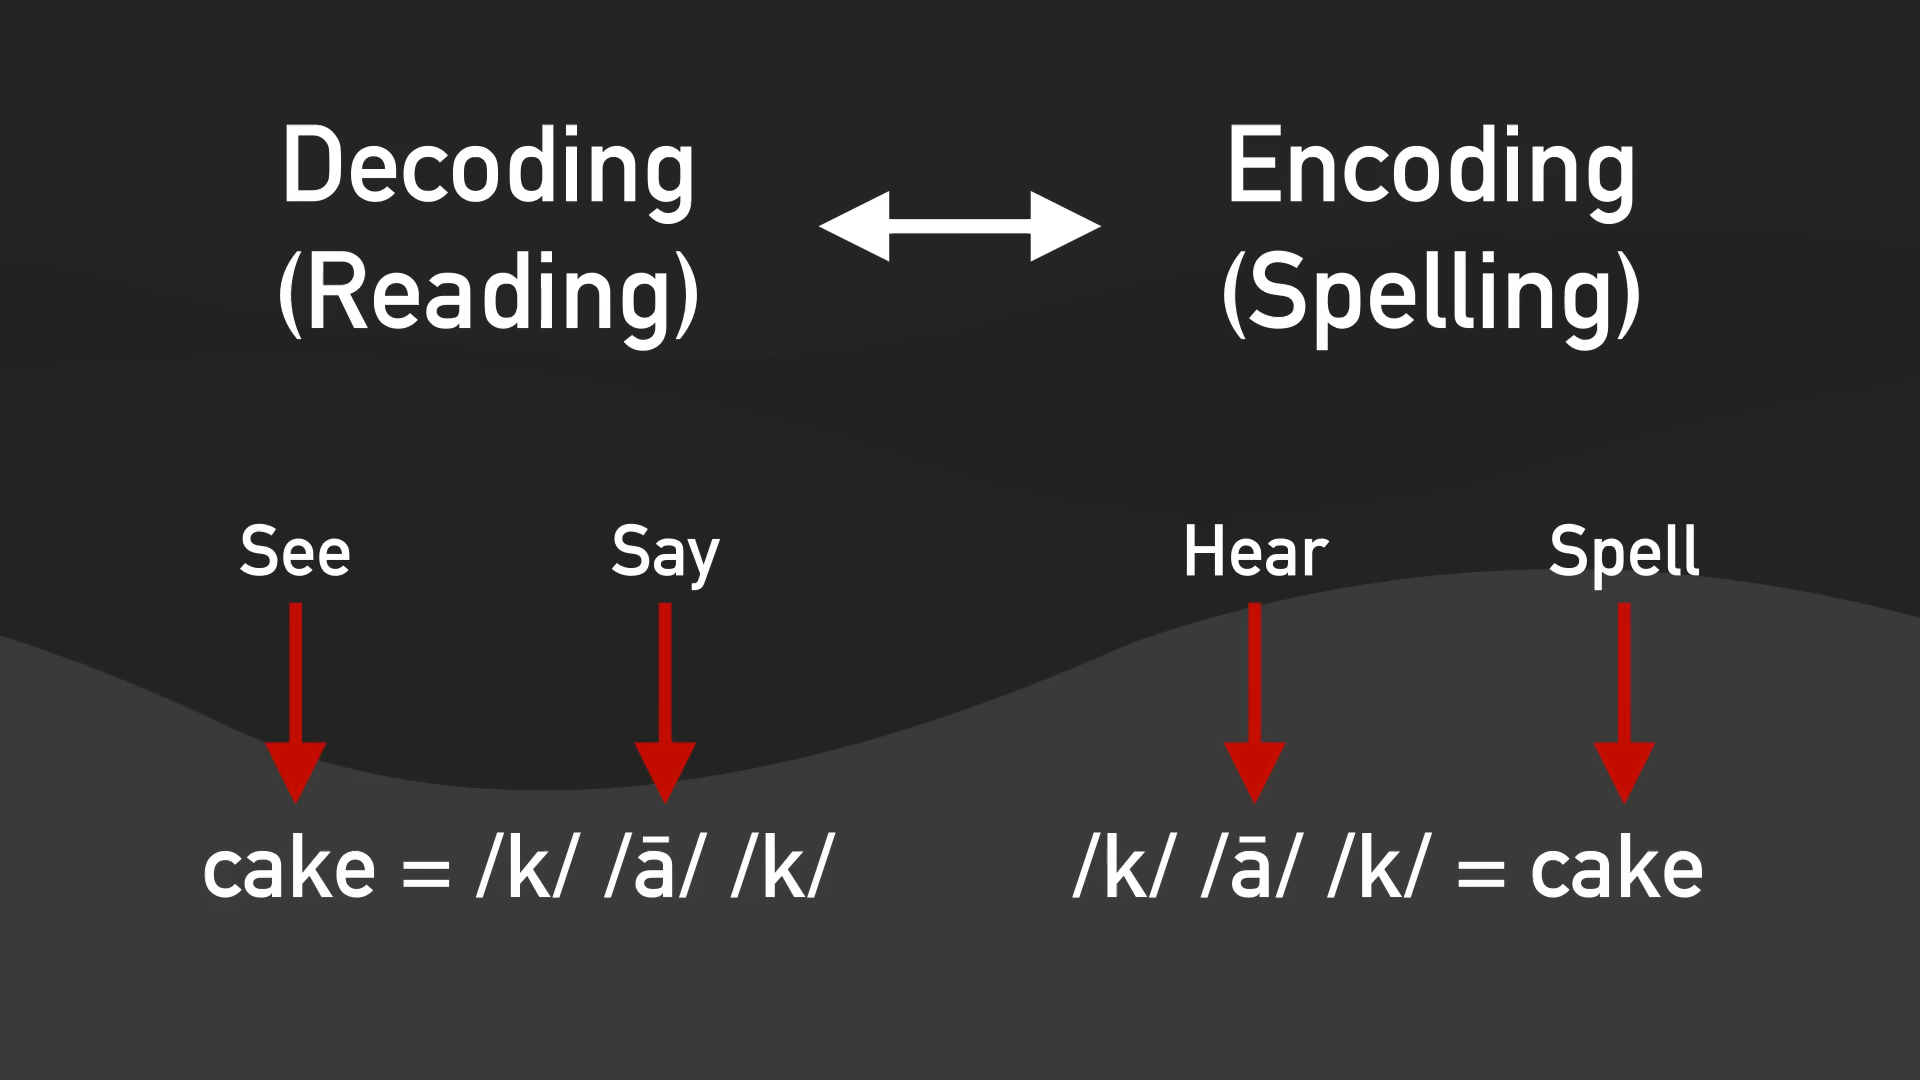 Decoding
(Reading)
Encoding
(Spelling)
See Say
Hear Spell
cake = /k/ /ā/ /k/
/k/ /ā/ /k/ = cake